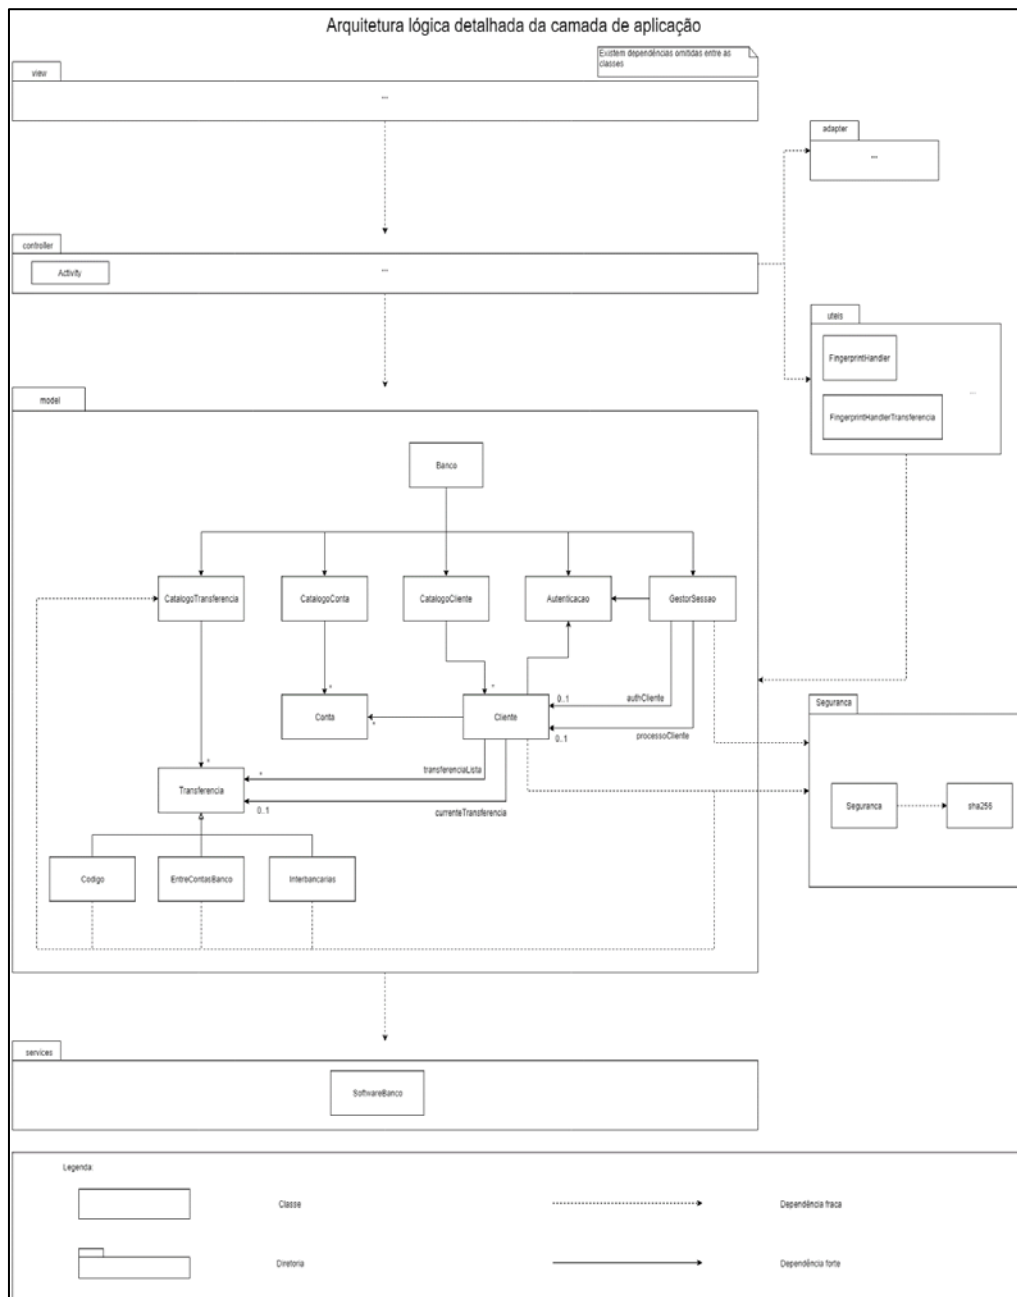 Arquitetura lógica detalhada da camada de aplicação
Existem dependências omitidas entre as
classes
view
...
adapter
...
controller
Activity
...
uteis
FingerprintHandler
...
FingerprintHandlerTransferencia
model
Banco
CatalogoTransferencia
CatalogoConta
CatalogoCliente
Autenticacao
GestorSessao
*
*
*
0..1
authCliente
Conta
*
Cliente
0..1
processoCliente
Seguranca
*
*
transferenciaLista
Transferência
0..1
currenteTransferencia
Seguranca
sha256
Codigo
EntreContasBanco
Interbancarias
services
SoftwareBanco
Legenda:
Classe
Dependência fraca
Diretoria
Dependência forte